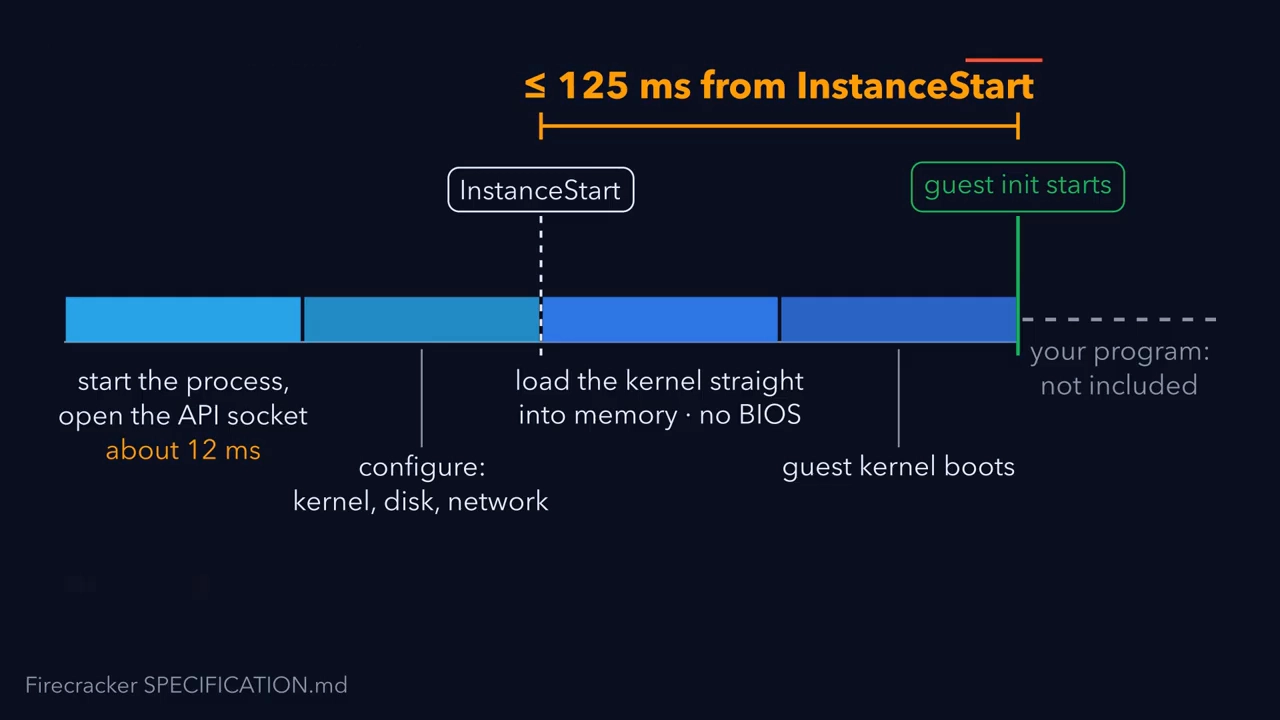 ≤ 125 ms from InstanceStart
InstanceStart
guest init starts
start the process,
open the API socket
about 12 ms
configure:
kernel, disk, network
load the kernel straight
into memory · no BIOS
guest kernel boots
your program:
not included
Firecracker SPECIFICATION.md